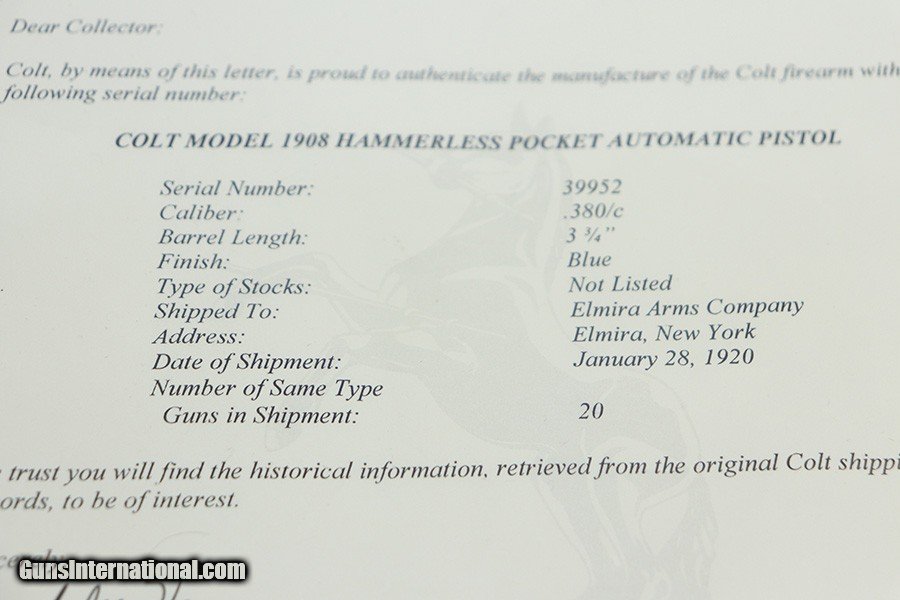 Dear Collector:
Colt, by means of this letter, is proud to authenticate the manufacture of the Colt firearm with
following serial number:
COLT MODEL 1908 HAMMERLESS POCKET AUTOMATIC PISTOL
Serial Number: 39952
Caliber: .380/c
Barrel Length: 3 ¾"
Finish: Blue
Type of Stocks: Not Listed
Shipped To: Elmira Arms Company
Address: Elmira, New York
Date of Shipment: January 28, 1920
Number of Same Type
Guns in Shipment: 20
trust you will find the historical information, retrieved from the original Colt shippi
ords, to be of interest.
GunsInternational.com